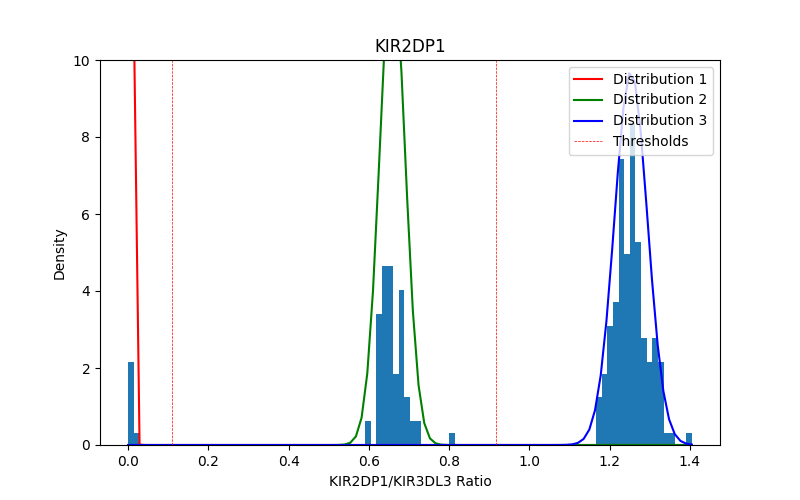 KIR2DP1
10
8
6
4
2
0
Density
0.0 0.2 0.4 0.6 0.8 1.0 1.2 1.4
KIR2DP1/KIR3DL3 Ratio
Distribution 1
Distribution 2
Distribution 3
Thresholds